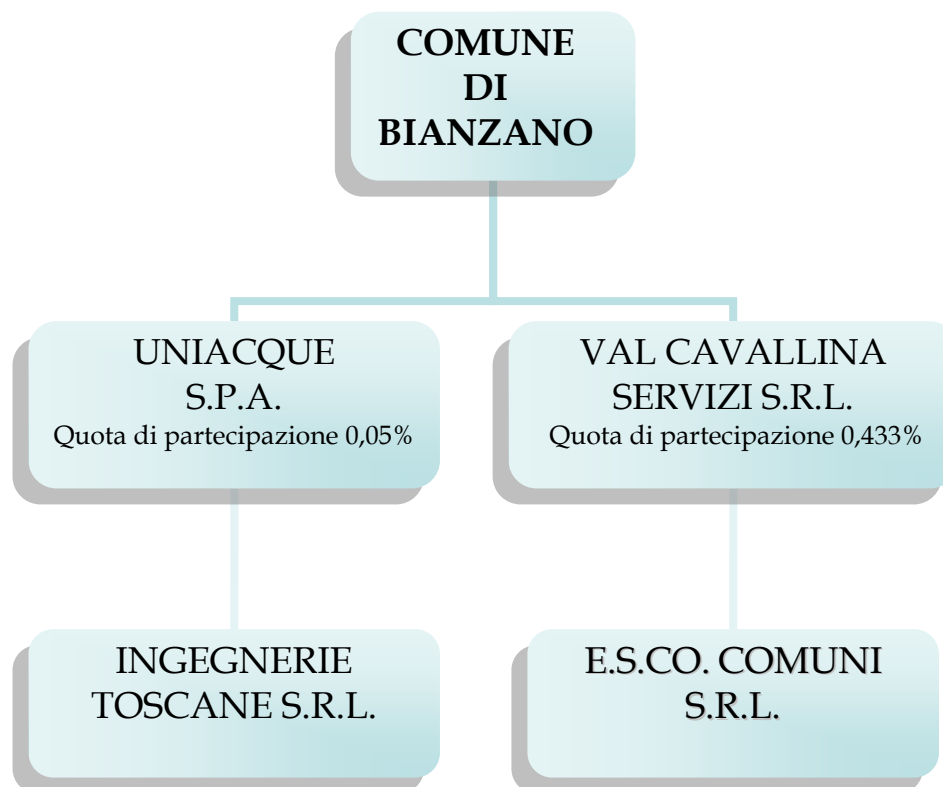 COMUNE
DI
BIANZANO
UNIACQUE
S.P.A.
Quota di partecipazione 0,05%
VAL CAVALLINA
SERVIZI S.R.L.
Quota di partecipazione 0,433%
INGEGNERIE
TOSCANE S.R.L.
E.S.CO. COMUNI
S.R.L.